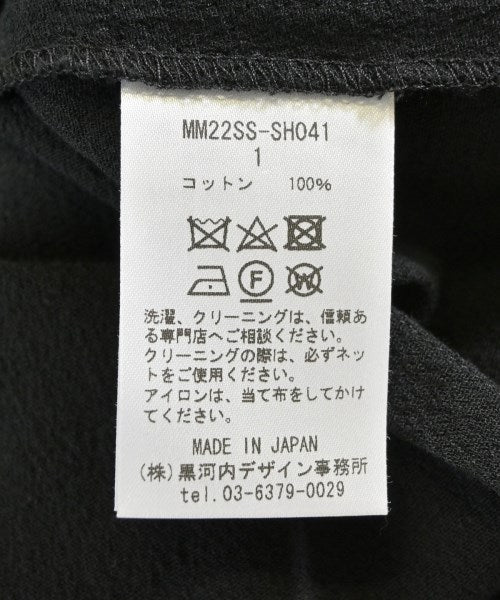 MM22SS-SH041
1
コットン 100%
F W
洗濯、クリーニングは、信頼あ
る専門店へご相談ください。
クリーニングの際は、必ずネッ
トをご使用ください。
アイロンは、当て布をしてかけ
てください。
MADE IN JAPAN
(株)黒河内デザイン事務所
tel.03-6379-0029